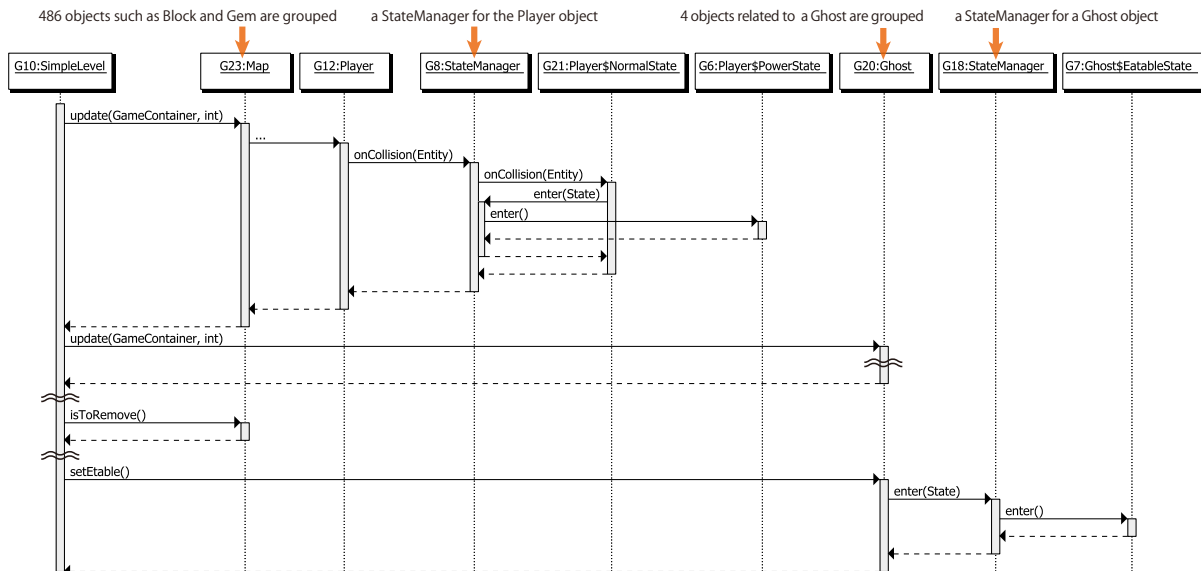 486 objects such as Block and Gem are grouped
a StateManager for the Player object
4 objects related to a Ghost are grouped
a StateManager for a Ghost object
G10:SimpleLevel
G23:Map
G12:Player
G8:StateManager
G21:Player$NormalState
G6:Player$PowerState
G20:Ghost
G18:StateManager
G7:Ghost$EatableState
update(GameContainer, int)
...
onCollision(Entity)
onCollision(Entity)
enter(State)
enter()
update(GameContainer, int)
isToRemove()
setEtable()
enter(State)
enter()